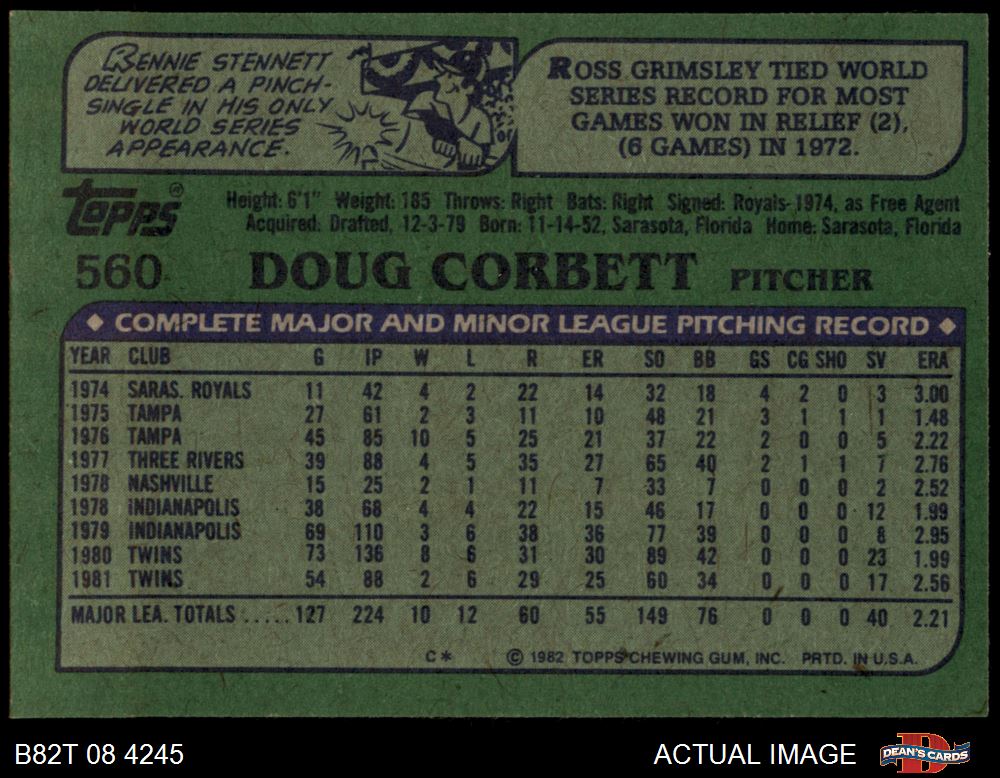 RENNIE STENNETT
DELIVERED A PINCH-
SINGLE IN HIS ONLY
WORLD SERIES
APPEARANCE.
ROSS GRIMSLEY TIED WORLD
SERIES RECORD FOR MOST
GAMES WON IN RELIEF (2),
(6 GAMES) IN 1972.
TOPPS®
Height: 6'1" Weight: 185 Throws: Right Bats: Right Signed: Royals-1974, as Free Agent
Acquired: Drafted, 12-3-79 Born: 11-14-52, Sarasota, Florida Home: Sarasota, Florida
560 DOUG CORBETT PITCHER
◆ COMPLETE MAJOR AND MINOR LEAGUE PITCHING RECORD ◆
YEAR CLUB G IP W L R ER SO BB GS CG SHO SV ERA
1974 SARAS. ROYALS 11 42 4 2 22 14 32 18 4 2 0 3 3.00
1975 TAMPA 27 61 2 3 11 10 48 21 3 1 1 1 1.48
1976 TAMPA 45 85 10 5 25 21 37 22 2 0 0 5 2.22
1977 THREE RIVERS 39 88 4 5 35 27 65 40 2 1 1 7 2.76
1978 NASHVILLE 15 25 2 1 11 7 33 7 0 0 0 2 2.52
1978 INDIANAPOLIS 38 68 4 4 22 15 46 17 0 0 0 12 1.99
1979 INDIANAPOLIS 69 110 3 6 38 36 77 39 0 0 0 8 2.95
1980 TWINS 73 136 8 6 31 30 89 42 0 0 0 23 1.99
1981 TWINS 54 88 2 6 29 25 60 34 0 0 0 17 2.56
MAJOR LEA. TOTALS ..... 127 224 10 12 60 55 149 76 0 0 0 40 2.21
C* © 1982 TOPPS CHEWING GUM, INC. PRTD. IN U.S.A.
B82T 08 4245 ACTUAL IMAGE DEAN'S CARDS